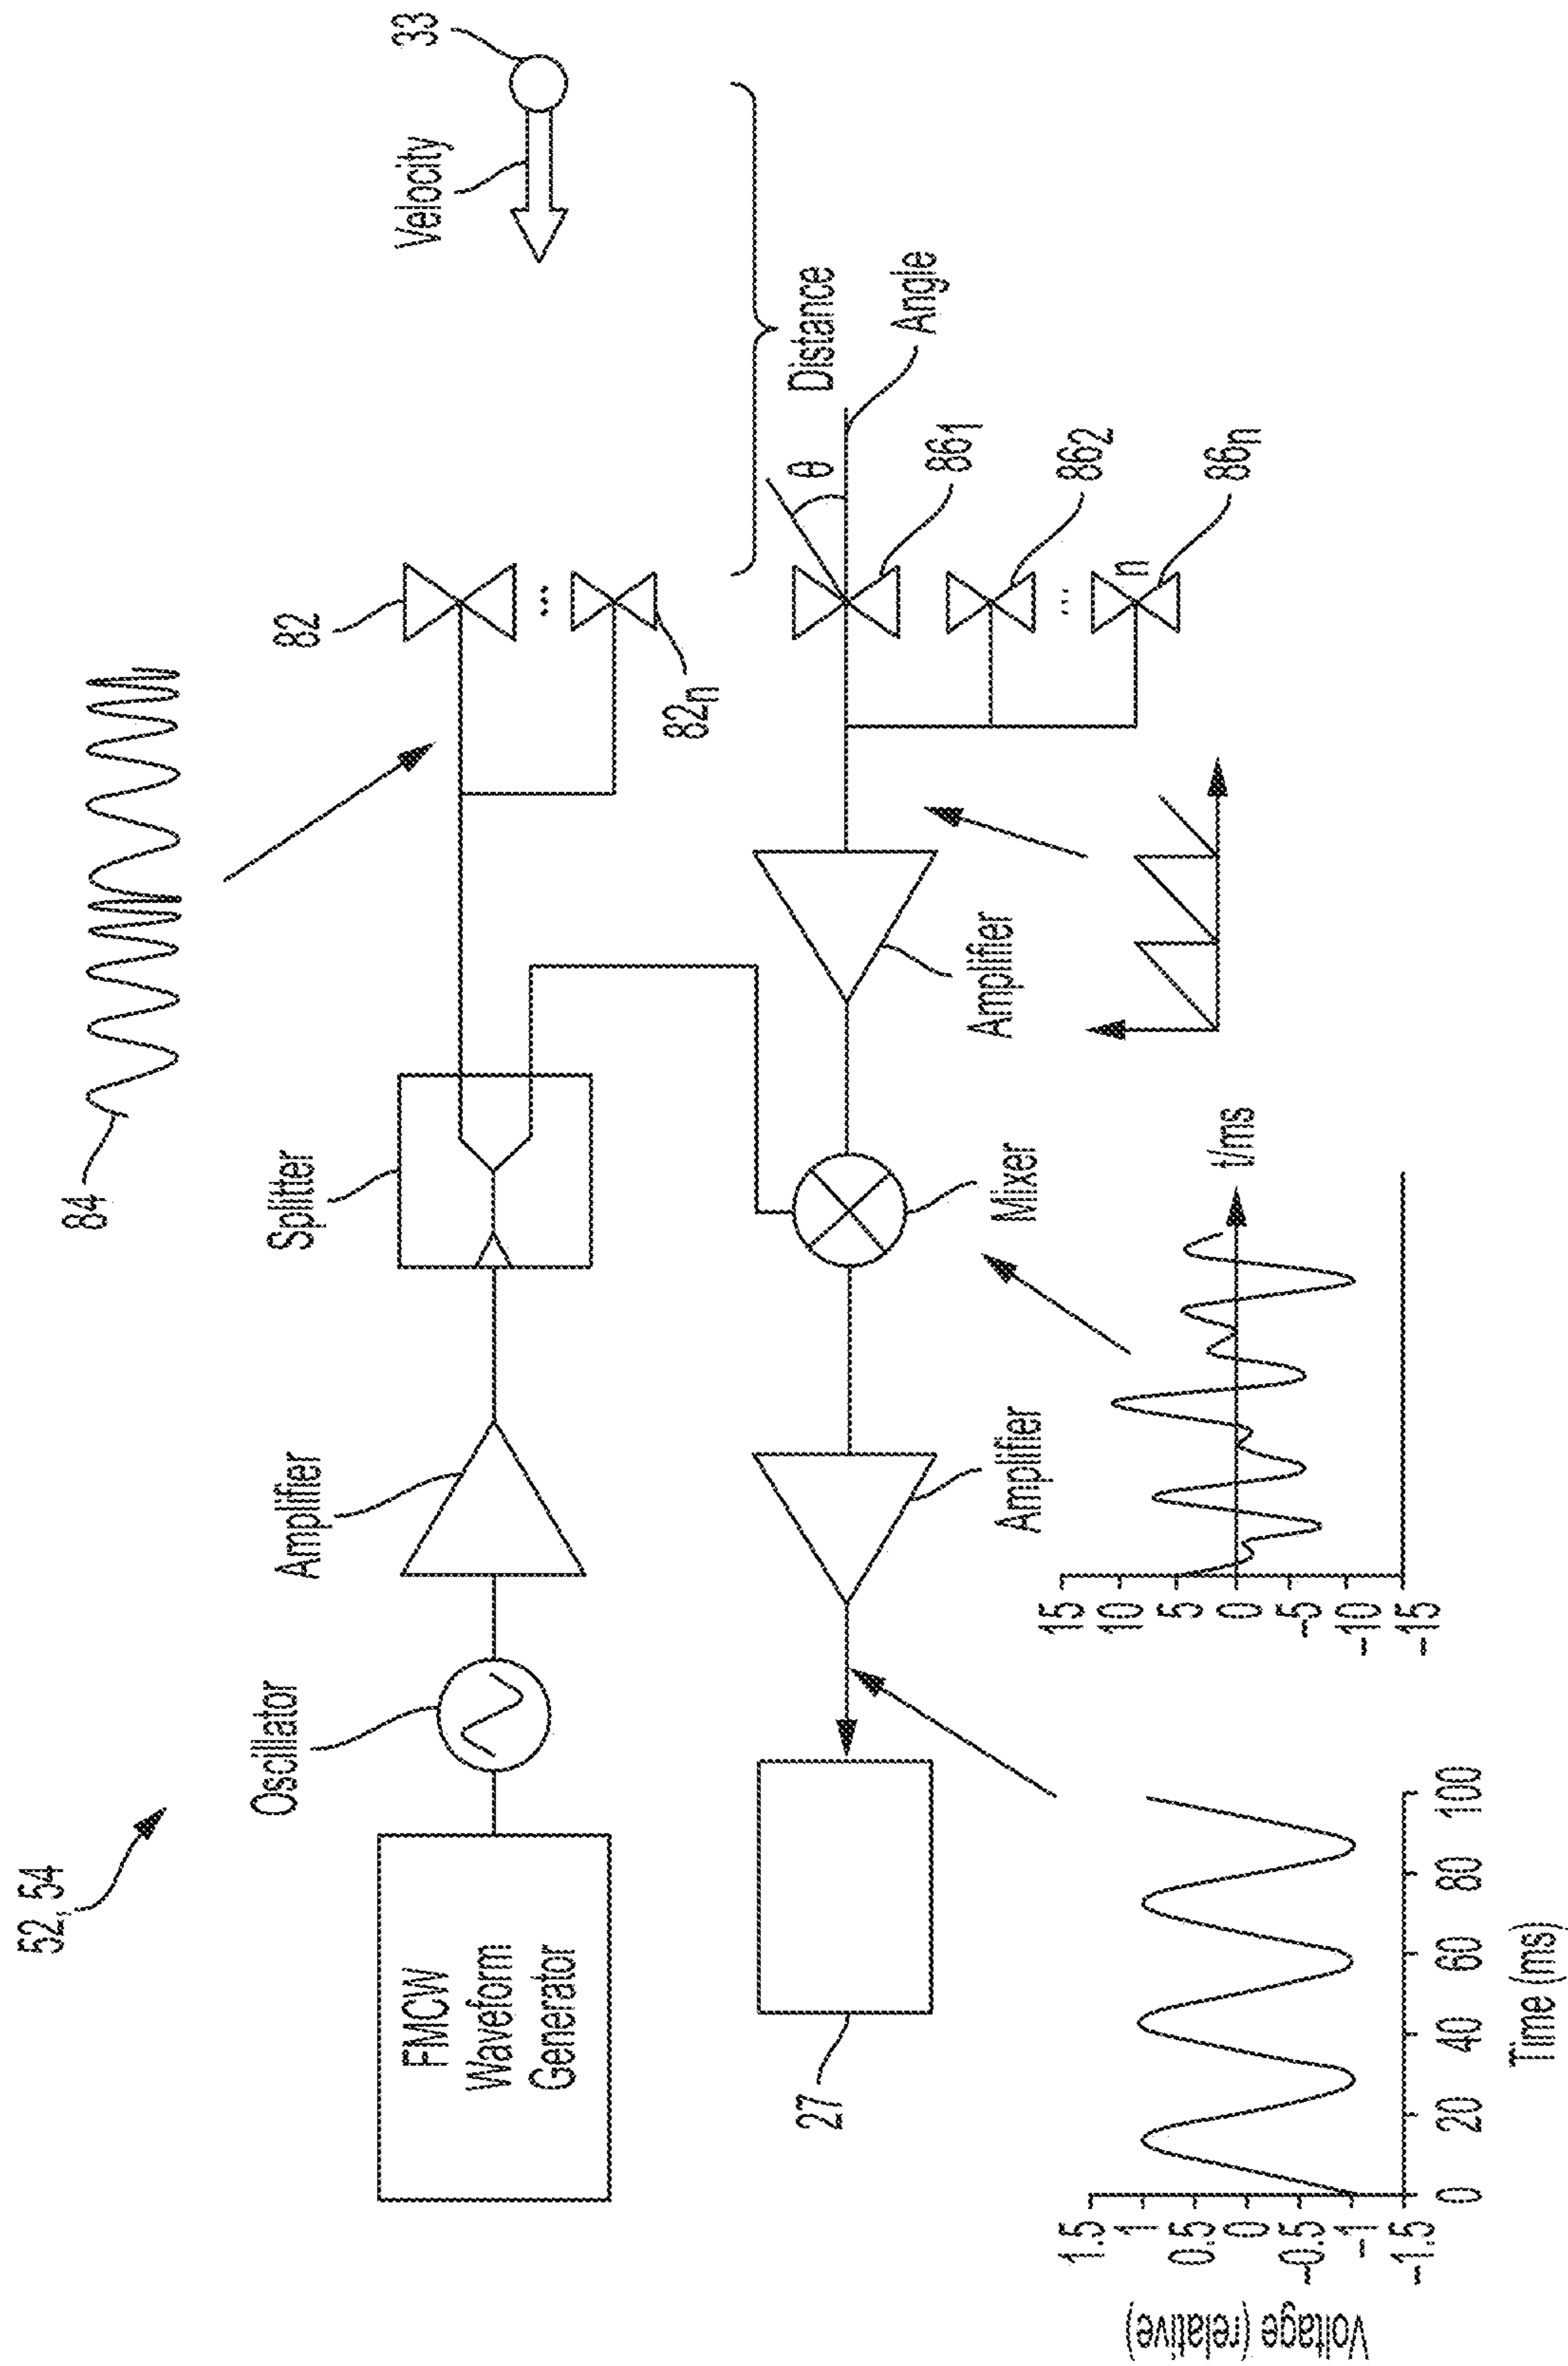 52, 54
84
33
Velocity
Splitter
82
Oscillator
Amplifier
FMCW
Waveform
Generator
82n
Distance
θ
Angle
861
862
n
86n
Amplifier
Mixer
Amplifier
27
t/ms
15
10
5
0
-5
-10
-15
Voltage (relative)
1.5
1
0.5
0
-0.5
-1
-1.5
0 20 40 60 80 100
Time (ms)